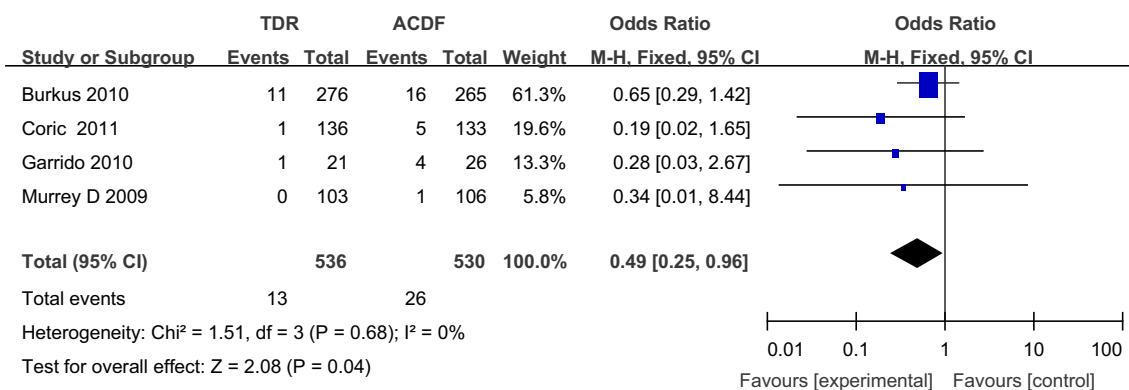 TDR ACDF Odds Ratio Odds Ratio
Study or Subgroup Events Total Events Total Weight M-H, Fixed, 95% CI M-H, Fixed, 95% CI
Burkus 2010 11 276 16 265 61.3% 0.65 [0.29, 1.42]
Coric 2011 1 136 5 133 19.6% 0.19 [0.02, 1.65]
Garrido 2010 1 21 4 26 13.3% 0.28 [0.03, 2.67]
Murrey D 2009 0 103 1 106 5.8% 0.34 [0.01, 8.44]
Total (95% CI) 536 530 100.0% 0.49 [0.25, 0.96]
Total events 13 26
Heterogeneity: Chi² = 1.51, df = 3 (P = 0.68); I² = 0%
Test for overall effect: Z = 2.08 (P = 0.04)
0.01 0.1 1 10 100
Favours [experimental] Favours [control]